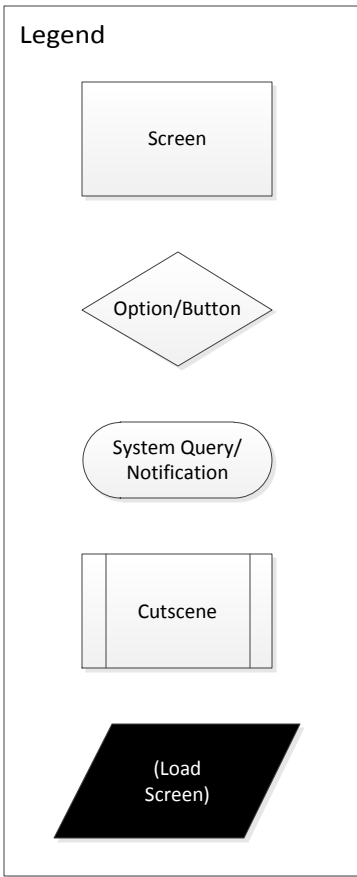 Legend
Screen
Option/Button
System Query/
Notification
Cutscene
(Load
Screen)